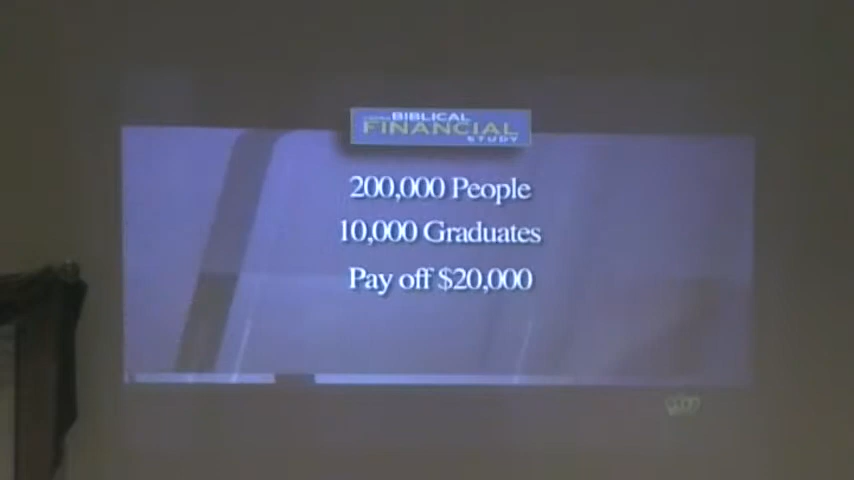 BIBLICAL
FINANCIAL
STUDY
200,000 People
10,000 Graduates
Pay off $20,000